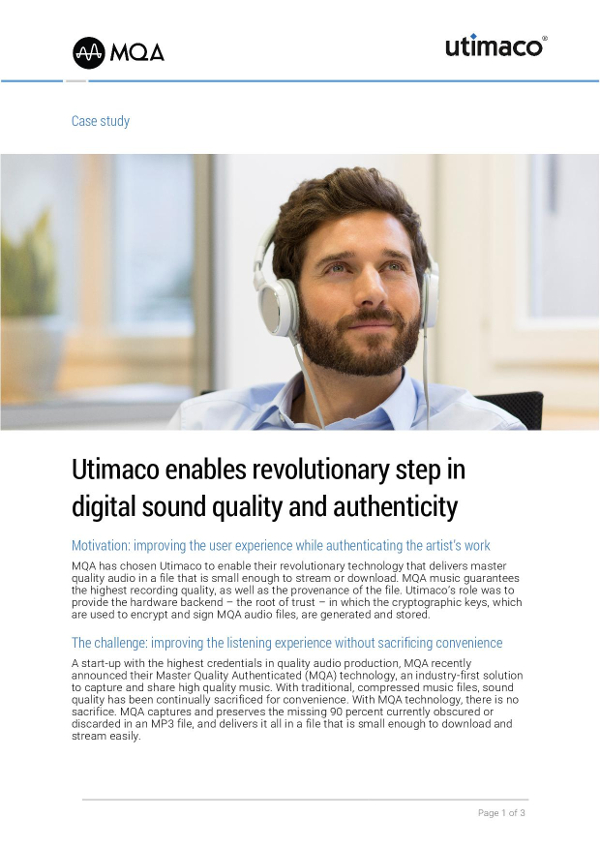 MQA
utimaco®
Case study
Utimaco enables revolutionary step in
digital sound quality and authenticity
Motivation: improving the user experience while authenticating the artist's work
MQA has chosen Utimaco to enable their revolutionary technology that delivers master
quality audio in a file that is small enough to stream or download. MQA music guarantees
the highest recording quality, as well as the provenance of the file. Utimaco's role was to
provide the hardware backend – the root of trust – in which the cryptographic keys, which
are used to encrypt and sign MQA audio files, are generated and stored.
The challenge: improving the listening experience without sacrificing convenience
A start-up with the highest credentials in quality audio production, MQA recently
announced their Master Quality Authenticated (MQA) technology, an industry-first solution
to capture and share high quality music. With traditional, compressed music files, sound
quality has been continually sacrificed for convenience. With MQA technology, there is no
sacrifice. MQA captures and preserves the missing 90 percent currently obscured or
discarded in an MP3 file, and delivers it all in a file that is small enough to download and
stream easily.
Page 1 of 3